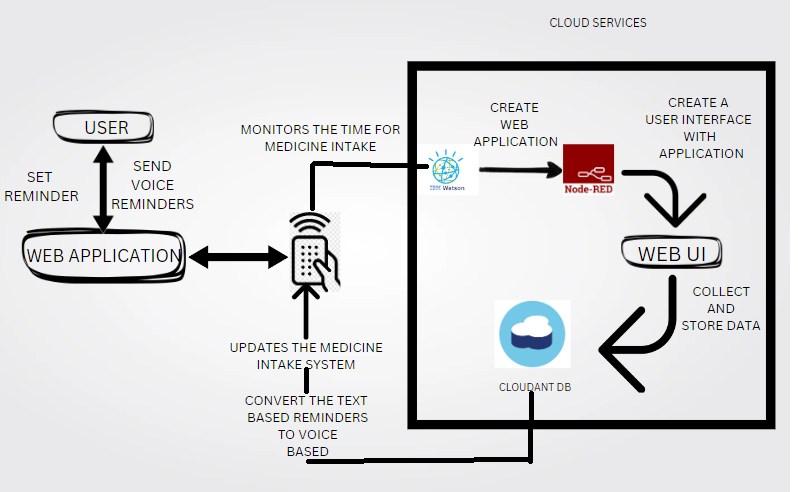 CLOUD SERVICES
USER
SET
REMINDER
SEND
VOICE
REMINDERS
WEB APPLICATION
MONITORS THE TIME FOR
MEDICINE INTAKE
UPDATES THE MEDICINE
INTAKE SYSTEM
CONVERT THE TEXT
BASED REMINDERS
TO VOICE
BASED
CREATE
WEB
APPLICATION
Watson
Node-RED
CREATE A
USER INTERFACE
WITH
APPLICATION
WEB UI
COLLECT
AND
STORE DATA
CLOUDANT DB